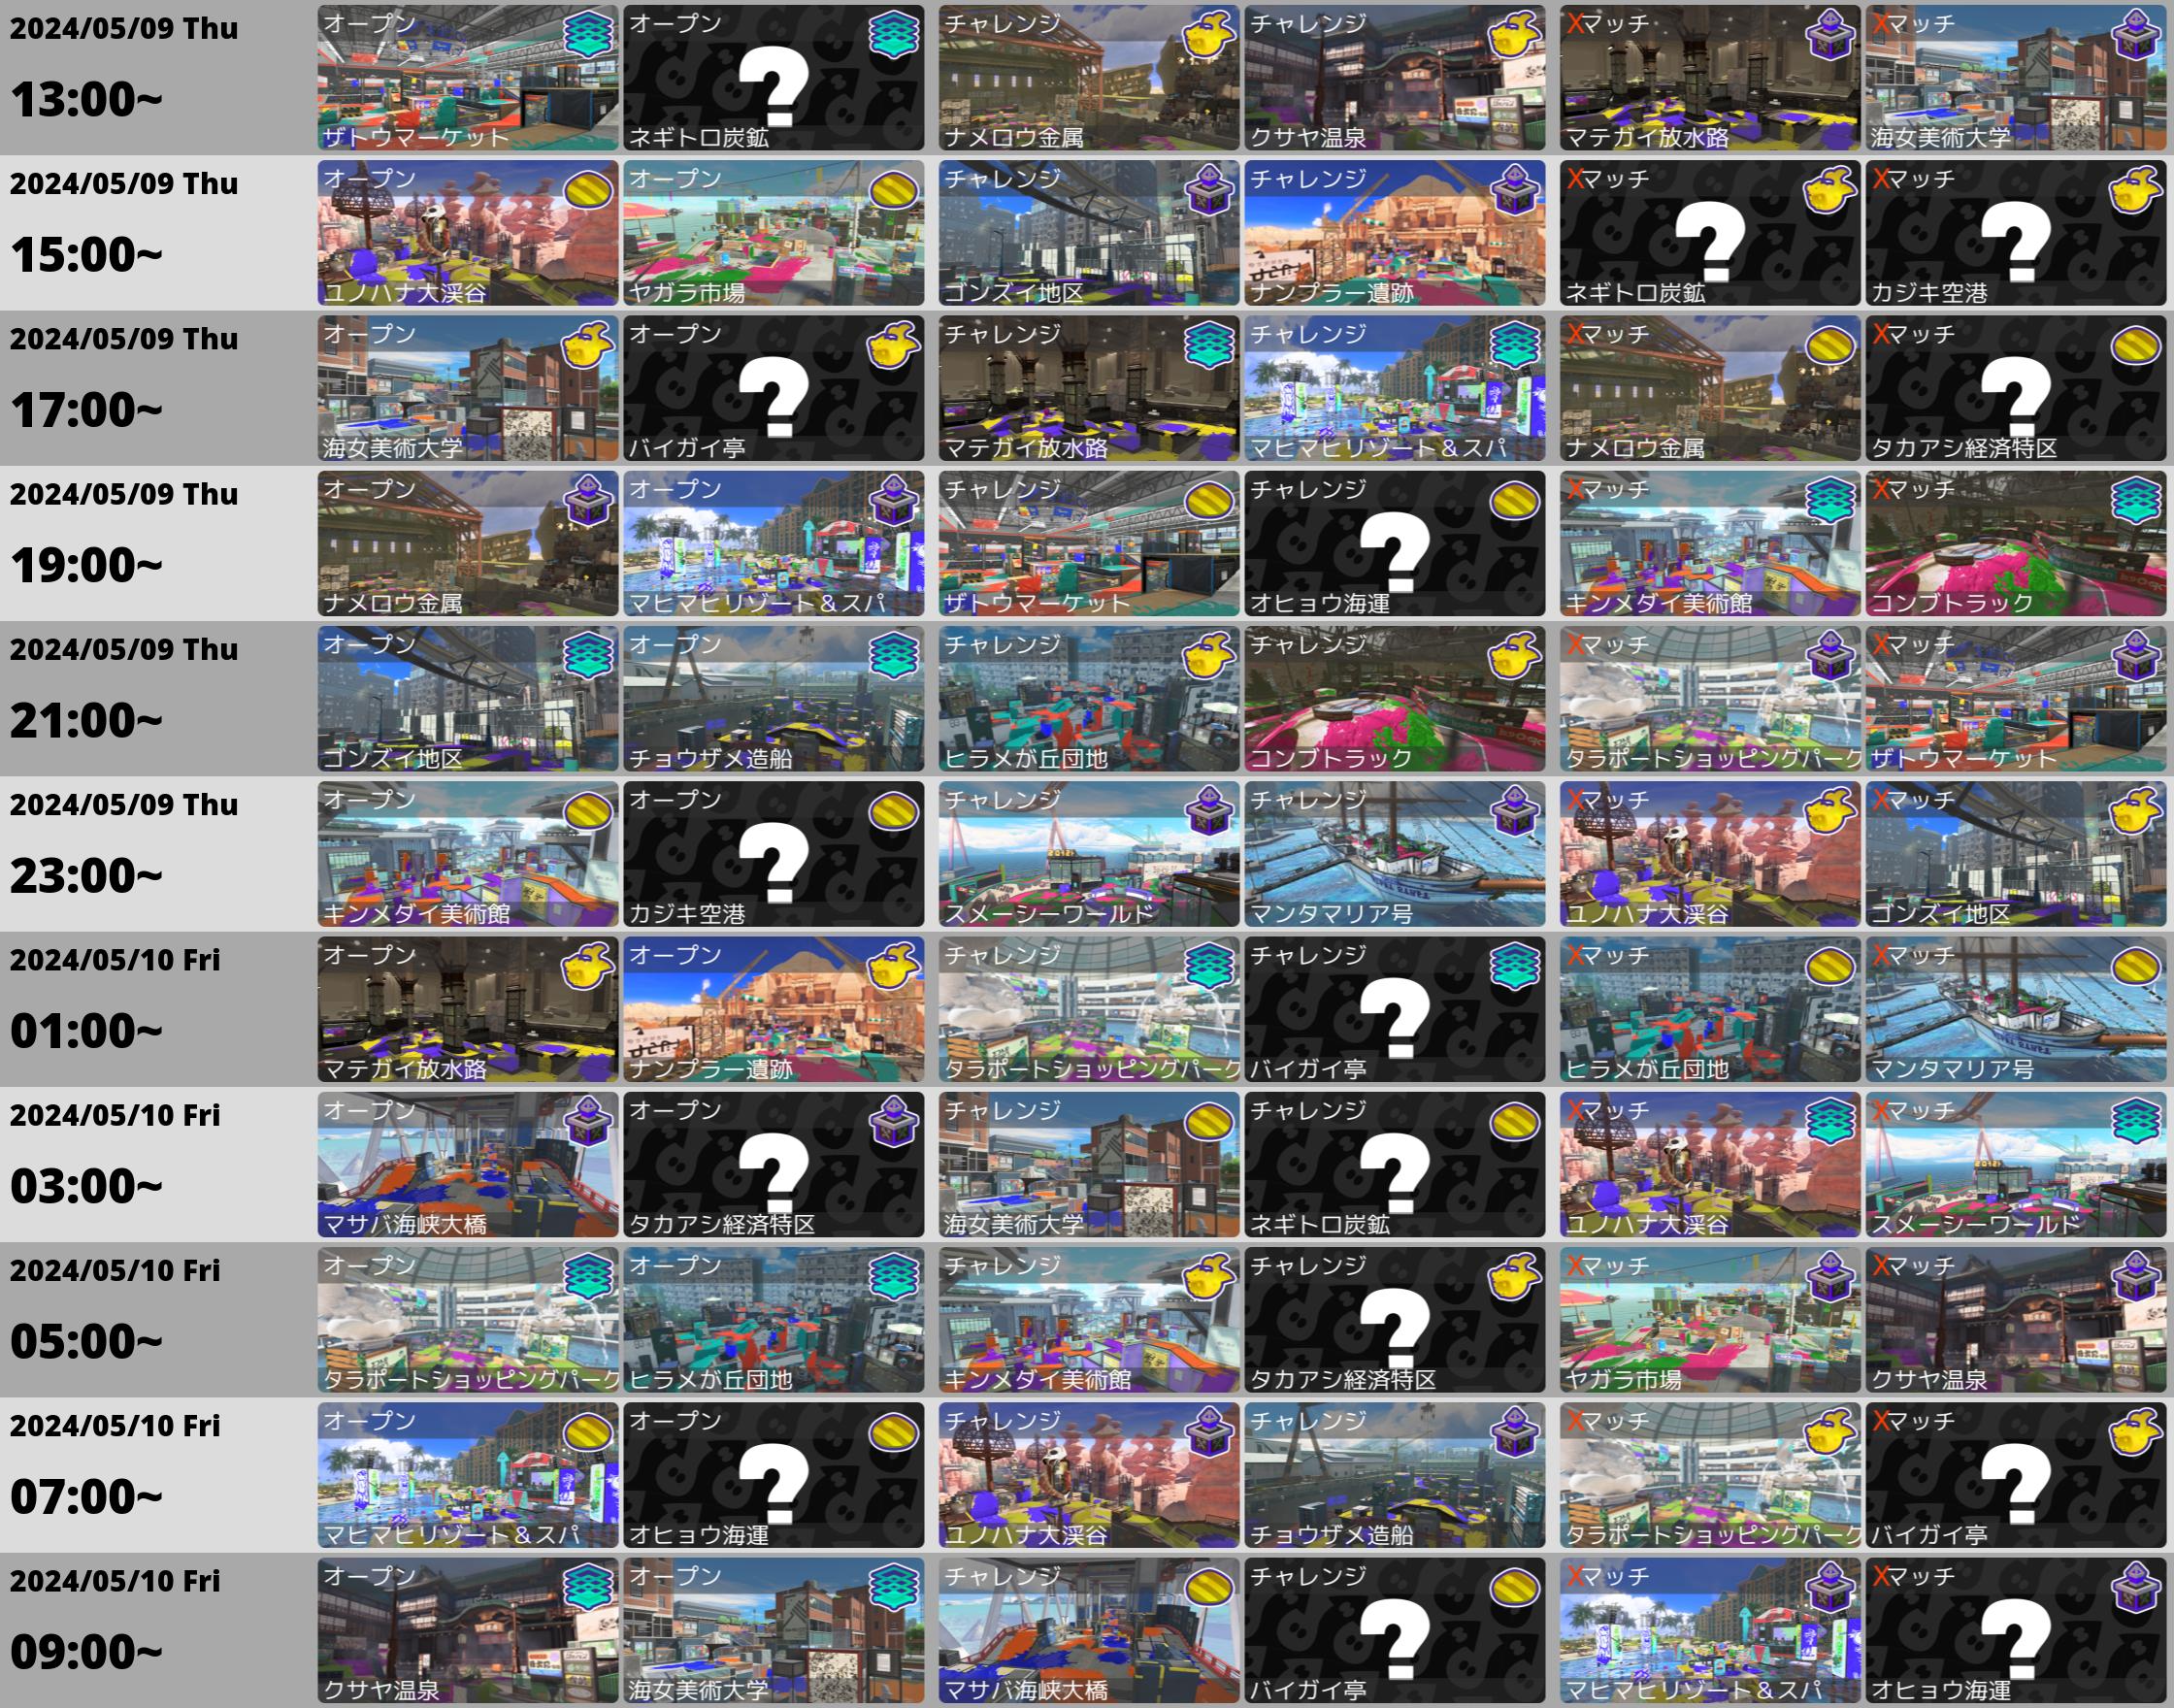 2024/05/09 Thu
13:00~
オープン
ザトウマーケット
オープン
ネギトロ炭鉱
チャレンジ
ナメロウ金属
チャレンジ
クサヤ温泉
Xマッチ
マテガイ放水路
Xマッチ
海女美術大学
2024/05/09 Thu
15:00~
オープン
ユノハナ大渓谷
オープン
ヤガラ市場
チャレンジ
ゴンズイ地区
チャレンジ
ナンプラー遺跡
Xマッチ
ネギトロ炭鉱
Xマッチ
カジキ空港
2024/05/09 Thu
17:00~
オープン
海女美術大学
オープン
バイガイ亭
チャレンジ
マテガイ放水路
チャレンジ
マヒマヒリゾート&スパ
Xマッチ
ナメロウ金属
Xマッチ
タカアシ経済特区
2024/05/09 Thu
19:00~
オープン
ナメロウ金属
オープン
マヒマヒリゾート&スパ
チャレンジ
ザトウマーケット
チャレンジ
オヒョウ海運
Xマッチ
キンメダイ美術館
Xマッチ
コンブトラック
2024/05/09 Thu
21:00~
オープン
ゴンズイ地区
オープン
チョウザメ造船
チャレンジ
ヒラメが丘団地
チャレンジ
コンブトラック
Xマッチ
タラポートショッピングパーク
Xマッチ
ザトウマーケット
2024/05/09 Thu
23:00~
オープン
キンメダイ美術館
オープン
カジキ空港
チャレンジ
スメーシーワールド
チャレンジ
マンタマリア号
Xマッチ
ユノハナ大渓谷
Xマッチ
ゴンズイ地区
2024/05/10 Fri
01:00~
オープン
マテガイ放水路
オープン
ナンプラー遺跡
チャレンジ
タラポートショッピングパーク
チャレンジ
バイガイ亭
Xマッチ
ヒラメが丘団地
Xマッチ
マンタマリア号
2024/05/10 Fri
03:00~
オープン
マサバ海峡大橋
オープン
タカアシ経済特区
チャレンジ
海女美術大学
チャレンジ
ネギトロ炭鉱
Xマッチ
ユノハナ大渓谷
Xマッチ
スメーシーワールド
2024/05/10 Fri
05:00~
オープン
タラポートショッピングパーク
オープン
ヒラメが丘団地
チャレンジ
キンメダイ美術館
チャレンジ
タカアシ経済特区
Xマッチ
ヤガラ市場
Xマッチ
クサヤ温泉
2024/05/10 Fri
07:00~
オープン
マヒマヒリゾート&スパ
オープン
オヒョウ海運
チャレンジ
ユノハナ大渓谷
チャレンジ
チョウザメ造船
Xマッチ
タラポートショッピングパーク
Xマッチ
バイガイ亭
2024/05/10 Fri
09:00~
オープン
クサヤ温泉
オープン
海女美術大学
チャレンジ
マサバ海峡大橋
チャレンジ
バイガイ亭
Xマッチ
マヒマヒリゾート&スパ
Xマッチ
オヒョウ海運